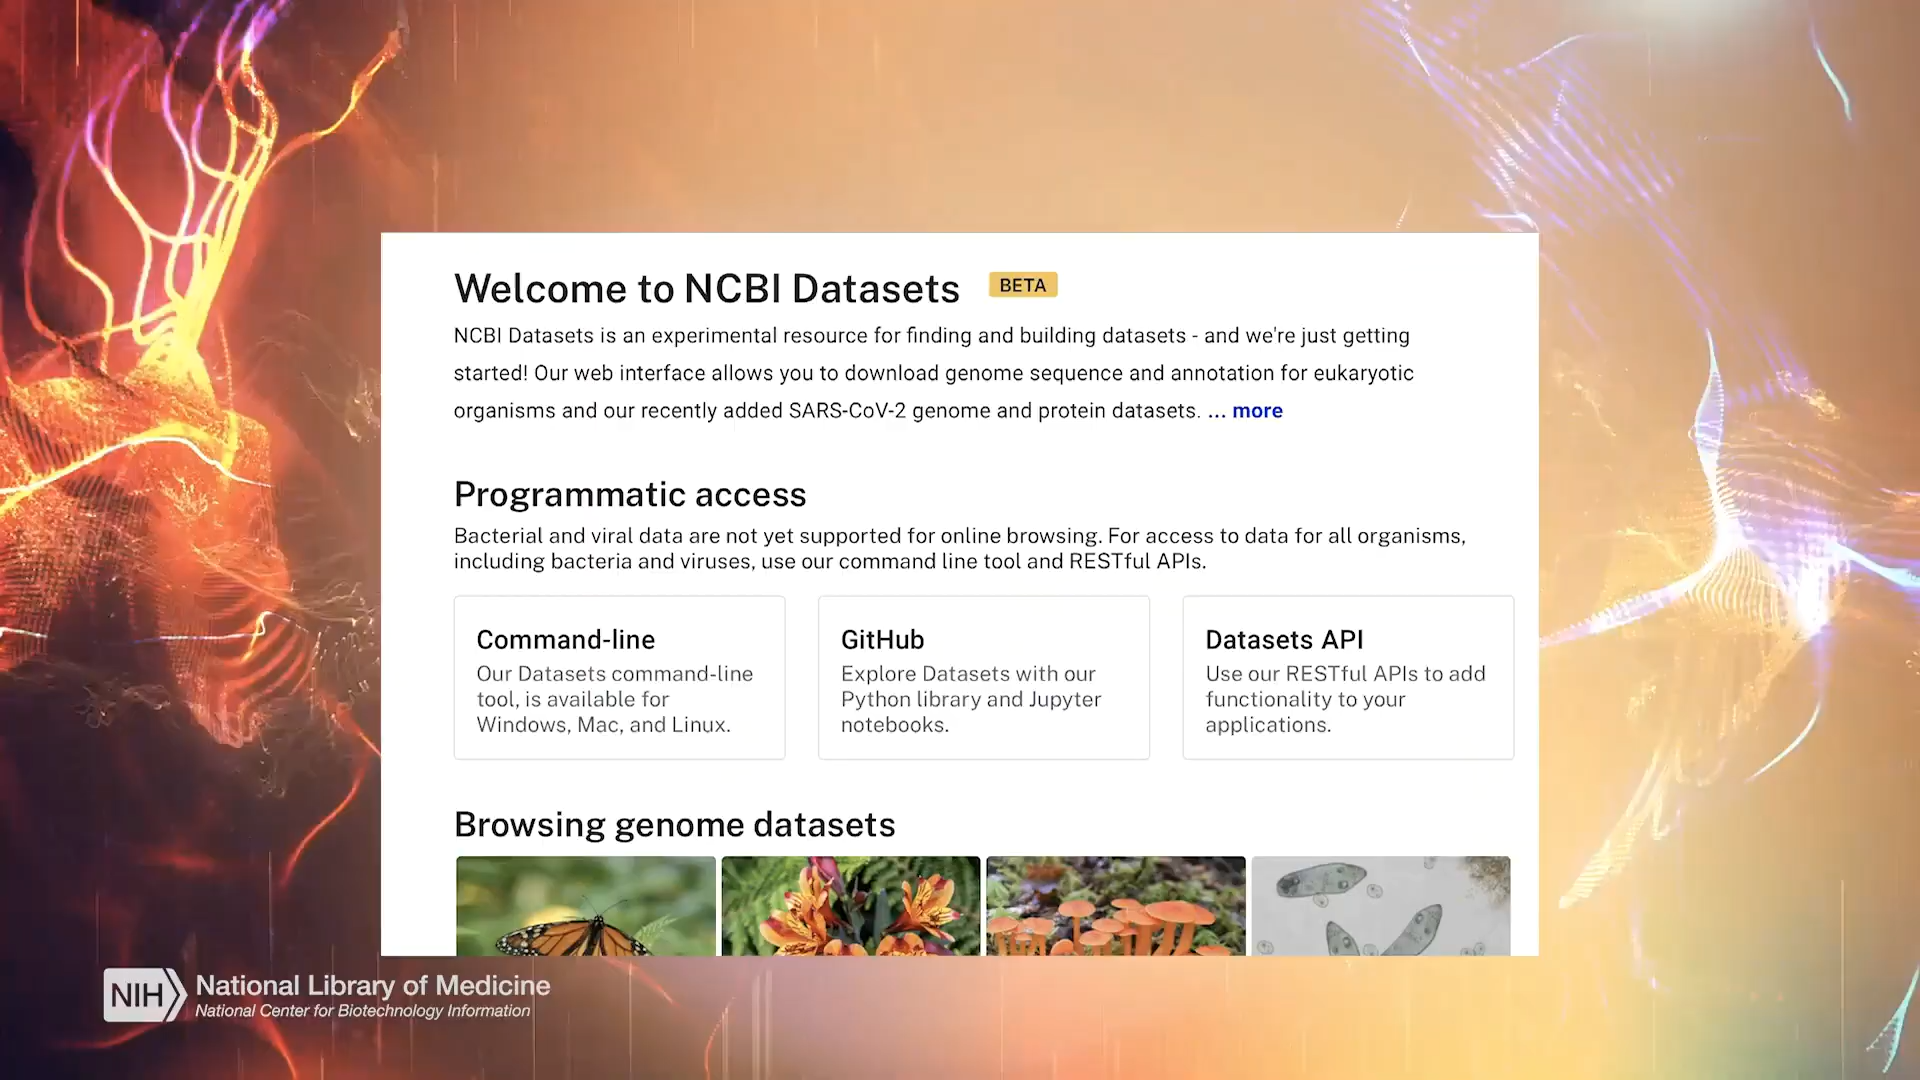 Welcome to NCBI Datasets BETA
NCBI Datasets is an experimental resource for finding and building datasets - and we're just getting
started! Our web interface allows you to download genome sequence and annotation for eukaryotic
organisms and our recently added SARS-CoV-2 genome and protein datasets. ... more
Programmatic access
Bacterial and viral data are not yet supported for online browsing. For access to data for all organisms,
including bacteria and viruses, use our command line tool and RESTful APIs.
Command-line
Our Datasets command-line
tool, is available for
Windows, Mac, and Linux.
GitHub
Explore Datasets with our
Python library and Jupyter
notebooks.
Datasets API
Use our RESTful APIs to add
functionality to your
applications.
Browsing genome datasets
NIH National Library of Medicine
National Center for Biotechnology Information